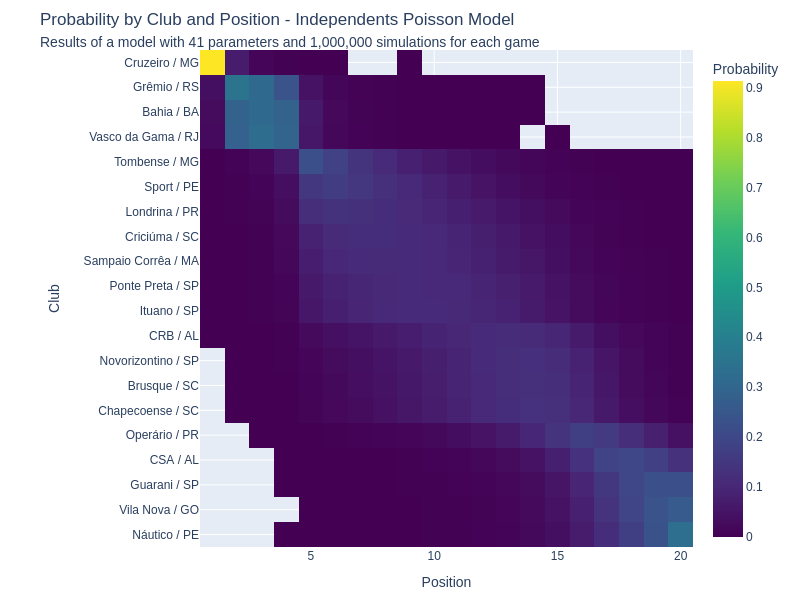 Probability by Club and Position - Independents Poisson Model
Results of a model with 41 parameters and 1,000,000 simulations for each game
Probability
Cruzeiro / MG
Grêmio / RS
Bahia / BA
Vasco da Gama / RJ
Tombense / MG
Sport / PE
Londrina / PR
Criciúma / SC
Sampaio Corrêa / MA
Ponte Preta / SP
Ituano / SP
CRB / AL
Novorizontino / SP
Brusque / SC
Chapecoense / SC
Operário / PR
CSA / AL
Guarani / SP
Vila Nova / GO
Náutico / PE
Club
5
10
15
20
Position
0.9
0.8
0.7
0.6
0.5
0.4
0.3
0.2
0.1
0